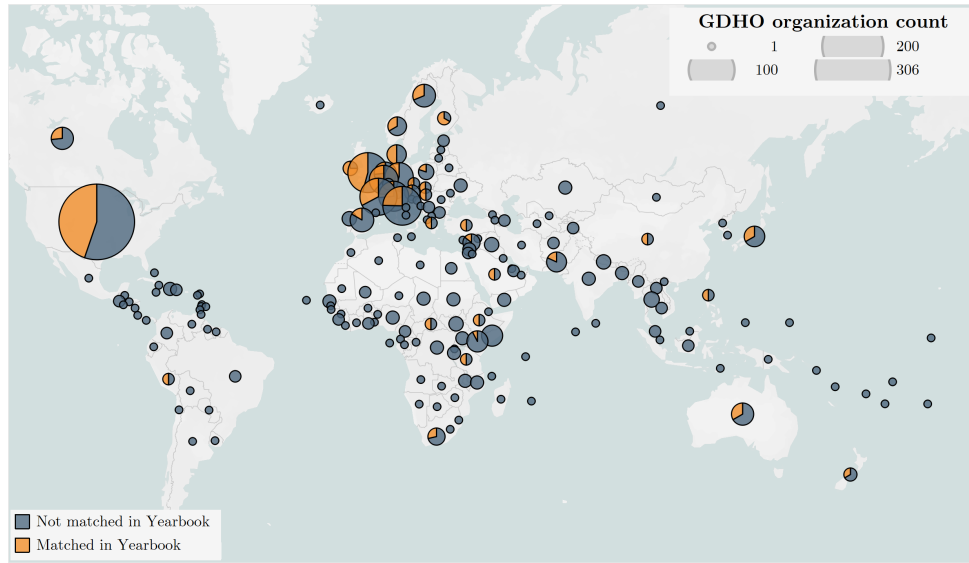 GDHO organization count
1
200
100
306
Not matched in Yearbook
Matched in Yearbook